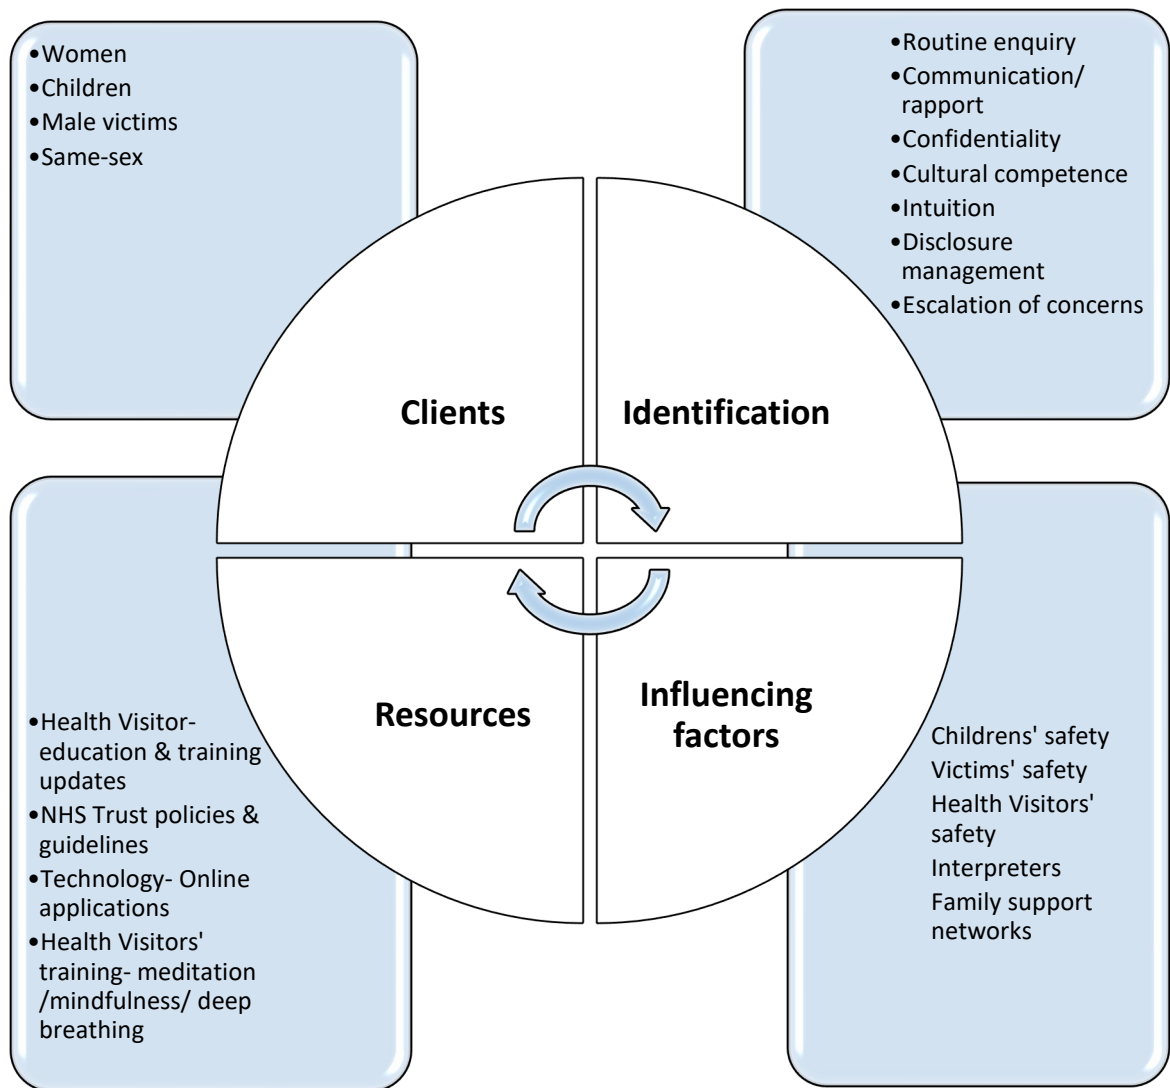 •Women
•Children
•Male victims
•Same-sex
•Routine enquiry
•Communication/
rapport
•Confidentiality
•Cultural competence
•Intuition
•Disclosure
management
•Escalation of concerns
Clients
Identification
Resources
Influencing
factors
•Health Visitor-
education & training
updates
•NHS Trust policies &
guidelines
•Technology- Online
applications
•Health Visitors'
training- meditation
/mindfulness/ deep
breathing
Childrens' safety
Victims' safety
Health Visitors'
safety
Interpreters
Family support
networks